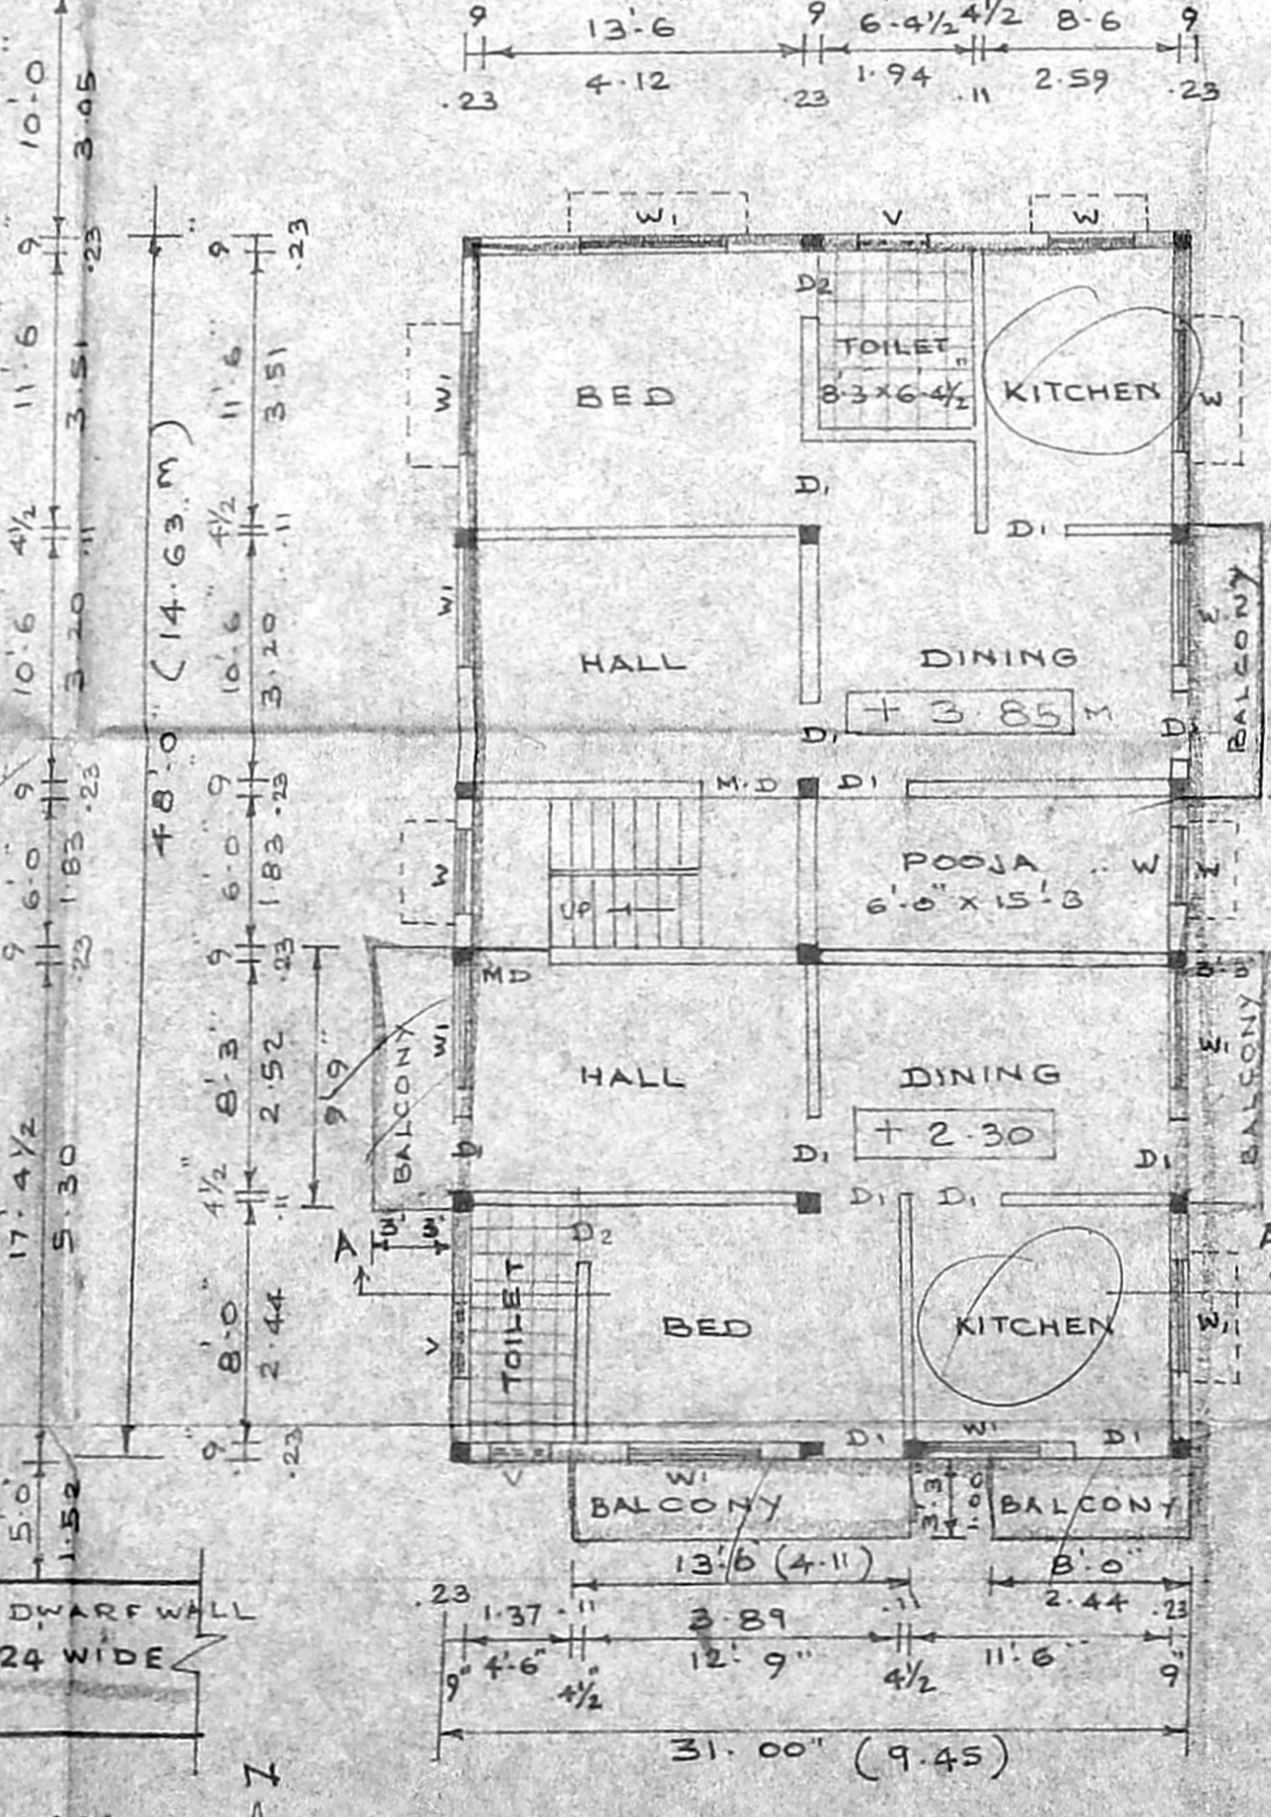 9 13'-6 9 6-4½ 4½ 8-6 9
.23 4.12 .23 1.94 .11 2.59 .23
10'-0"
3.05
9"
.23
11'-6
3.51
4½
.11
10'-6
3.20
9
.23
6'-0"
1.83
9
.23
17'-4½
5.30
5'-0"
1.52
48'-0" (14.63.M)
9"
.23
11'-6"
3.51
4½
.11
10'-6"
3.20
9
.23
6'-0"
1.83
9
.23
8'-3"
2.52
4½"
.11
8'-0"
2.44
9"
.23
9'9"
W1 V W
D2
TOILET
8'-3 x 6'-4½"
BED
KITCHEN
W1
W
D1
D1
W1
HALL
DINING
+ 3.85 M
W
BALCONY
D1
D1
M.D D1
W
UP
POOJA
6'-0" X 15'-3
W W
MD
3' 3'
BALCONY
W1
HALL
DINING
+ 2.30
W1
BALCONY
D
D1
D1
D1 D1
3' 3'
A
A
D2
TOILET
BED
KITCHEN
V
W1
D1 W1 D1
V W1
BALCONY
3'-3"
1.00
BALCONY
13'-6 (4.11) 8'-0"
2.44
.23 1.37 .11 3.89 .11 .23
9" 4'-6" 4½" 12'-9" 4½ 11'-6" 9"
31.00" (9.45)
DWARF WALL
24 WIDE
N